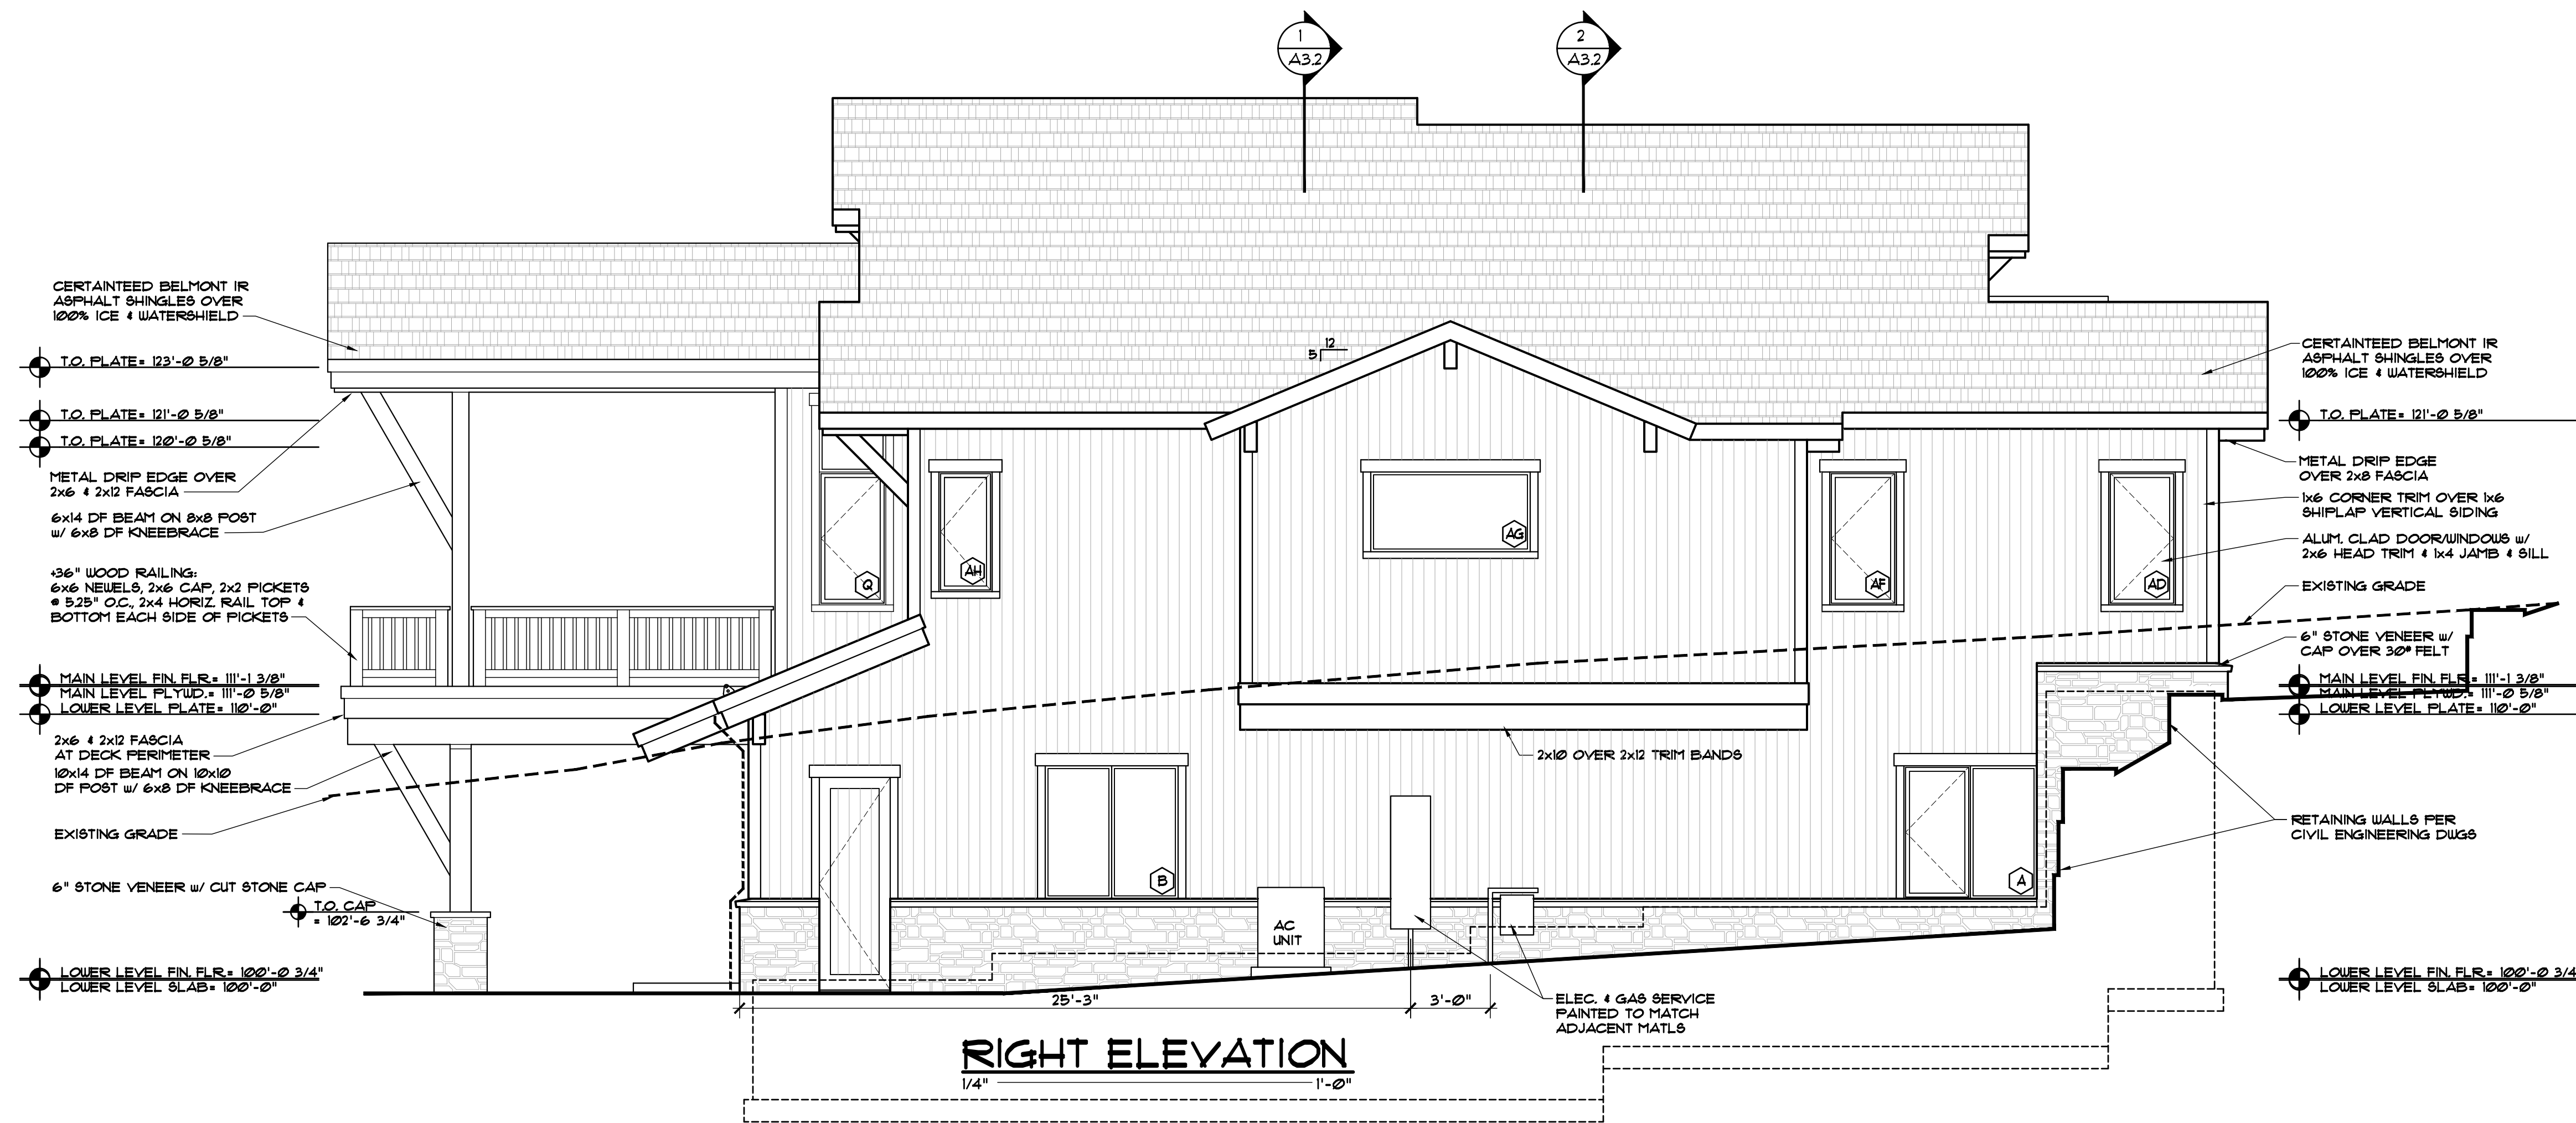 1
A3.2
2
A3.2
CERTAINTEED BELMONT IR
ASPHALT SHINGLES OVER
100% ICE & WATERSHIELD
T.O. PLATE= 123'-0 5/8"
T.O. PLATE= 121'-0 5/8"
T.O. PLATE= 120'-0 5/8"
METAL DRIP EDGE OVER
2x6 & 2x12 FASCIA
6x14 DF BEAM ON 8x8 POST
w/ 6x8 DF KNEEBRACE
+36" WOOD RAILING:
6x6 NEWELS, 2x6 CAP, 2x2 PICKETS
@ 5.25" O.C., 2x4 HORIZ. RAIL TOP &
BOTTOM EACH SIDE OF PICKETS
MAIN LEVEL FIN. FLR.= 111'-1 3/8"
MAIN LEVEL PLYWD.= 111'-0 5/8"
LOWER LEVEL PLATE= 110'-0"
2x6 & 2x12 FASCIA
AT DECK PERIMETER
10x14 DF BEAM ON 10x10
DF POST w/ 6x8 DF KNEEBRACE
EXISTING GRADE
6" STONE VENEER w/ CUT STONE CAP
T.O. CAP
= 102'-6 3/4"
LOWER LEVEL FIN. FLR.= 100'-0 3/4"
LOWER LEVEL SLAB= 100'-0"
12
5
Q
AH
AG
AF
AD
2x10 OVER 2x12 TRIM BANDS
B
A
AC
UNIT
25'-3"
3'-0"
ELEC. & GAS SERVICE
PAINTED TO MATCH
ADJACENT MATLS
RIGHT ELEVATION
1/4" 1'-0"
CERTAINTEED BELMONT IR
ASPHALT SHINGLES OVER
100% ICE & WATERSHIELD
T.O. PLATE= 121'-0 5/8"
METAL DRIP EDGE
OVER 2x8 FASCIA
1x6 CORNER TRIM OVER 1x6
SHIPLAP VERTICAL SIDING
ALUM. CLAD DOOR/WINDOWS w/
2x6 HEAD TRIM & 1x4 JAMB & SILL
EXISTING GRADE
6" STONE VENEER w/
CAP OVER 30# FELT
MAIN LEVEL FIN. FLR.= 111'-1 3/8"
MAIN LEVEL PLYWD.= 111'-0 5/8"
LOWER LEVEL PLATE= 110'-0"
RETAINING WALLS PER
CIVIL ENGINEERING DWGS
LOWER LEVEL FIN. FLR.= 100'-0 3/4
LOWER LEVEL SLAB= 100'-0"